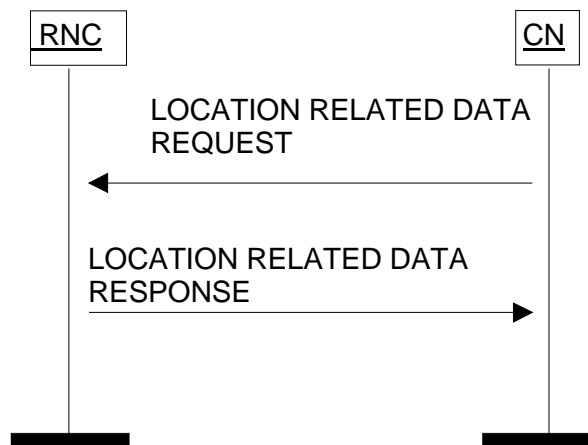 RNC
CN
LOCATION RELATED DATA
REQUEST
LOCATION RELATED DATA
RESPONSE